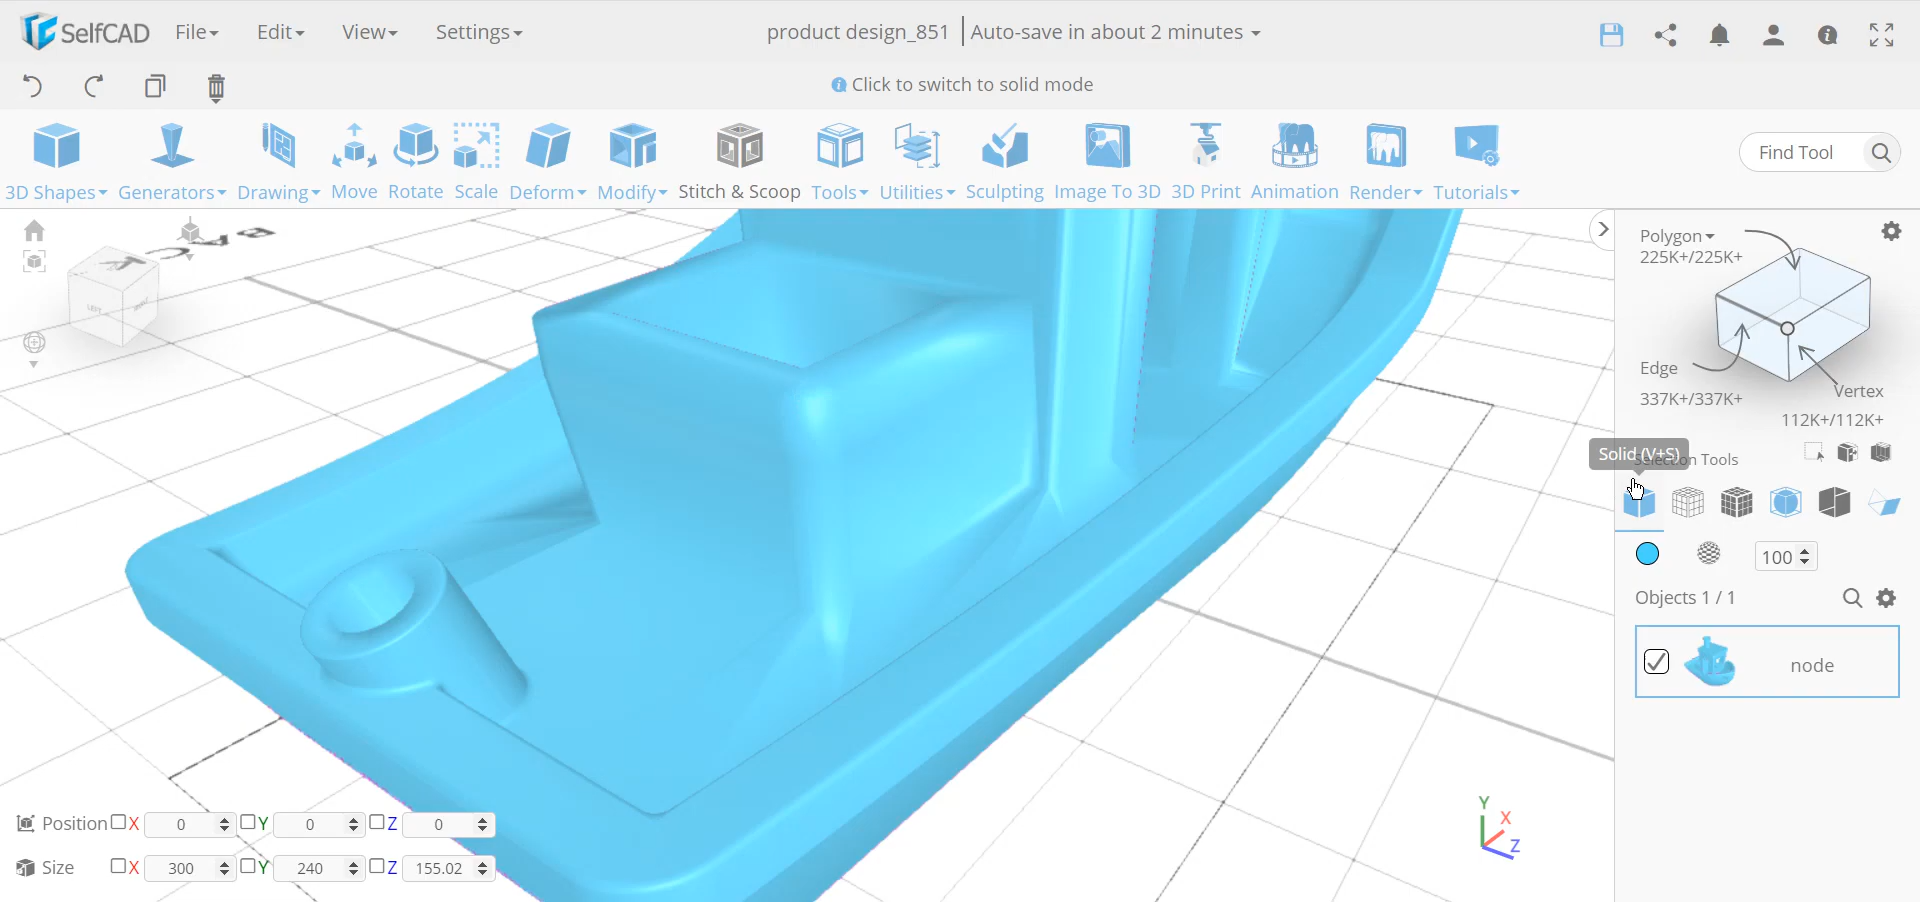 SelfCAD File Edit View Settings product design_851 Auto-save in about 2 minutes
Click to switch to solid mode
3D Shapes Generators Drawing Move Rotate Scale Deform Modify Stitch & Scoop Tools Utilities Sculpting Image To 3D 3D Print Animation Render Tutorials
Find Tool
LEFT
Polygon
225K+/225K+
Edge
337K+/337K+
Vertex
112K+/112K+
Solid (V+S)
Selection Tools
100
Objects 1 / 1
node
Y
X
Z
Position X 0 Y 0 Z 0
Size X 300 Y 240 Z 155.02